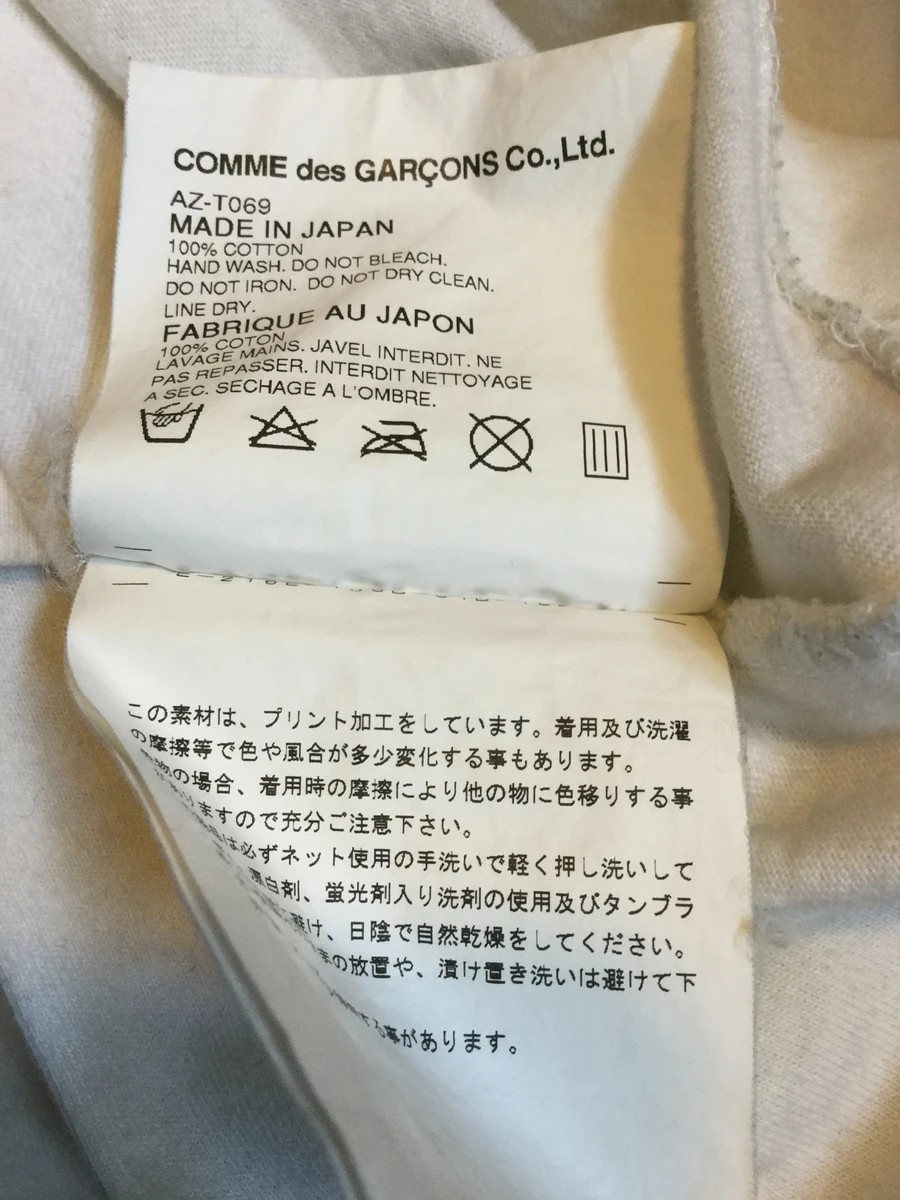 COMME des GARÇONS Co.,Ltd.
AZ-T069
MADE IN JAPAN
100% COTTON
HAND WASH. DO NOT BLEACH.
DO NOT IRON. DO NOT DRY CLEAN.
LINE DRY.
FABRIQUE AU JAPON
100% COTON
LAVAGE MAINS. JAVEL INTERDIT. NE
PAS REPASSER. INTERDIT NETTOYAGE
A SEC. SECHAGE A L'OMBRE.
この素材は、プリント加工をしています。着用及び洗濯
の摩擦等で色や風合が多少変化する事もあります。
物の場合、着用時の摩擦により他の物に色移りする事
りますので充分ご注意下さい。
は必ずネット使用の手洗いで軽く押し洗いして
漂白剤、蛍光剤入り洗剤の使用及びタンブラ
避け、日陰で自然乾燥をしてください。
の放置や、漬け置き洗いは避けて下
する事があります。